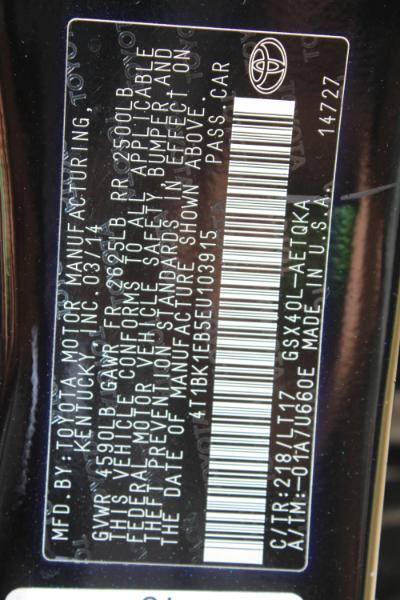 MFD.BY:TOYOTA MOTOR MANUFACTURING,
KENTUCKY INC. 03/14
GVWR 4590LB GAWR FR 2625LB RR 2500LB
THIS VEHICLE CONFORMS TO ALL APPLICABLE
FEDERAL MOTOR VEHICLE SAFETY, BUMPER, AND
THEFT PREVENTION STANDARDS IN EFFECT ON
THE DATE OF MANUFACTURE SHOWN ABOVE.
4T1BK1EB5EU103915 PASS.CAR
C/TR:218/LT17 GSX40L-AETQKA
A/TM:-01A/U660E MADE IN U.S.A.
14727